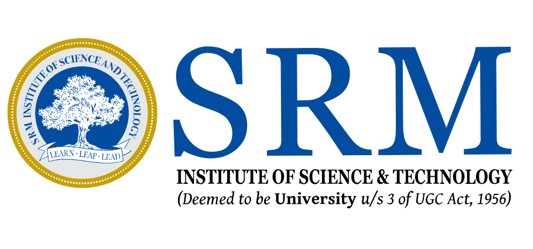 SRM INSTITUTE OF SCIENCE AND TECHNOLOGY
LEARN · LEAP · LEAD
SRM
INSTITUTE OF SCIENCE & TECHNOLOGY
(Deemed to be University u/s 3 of UGC Act, 1956)